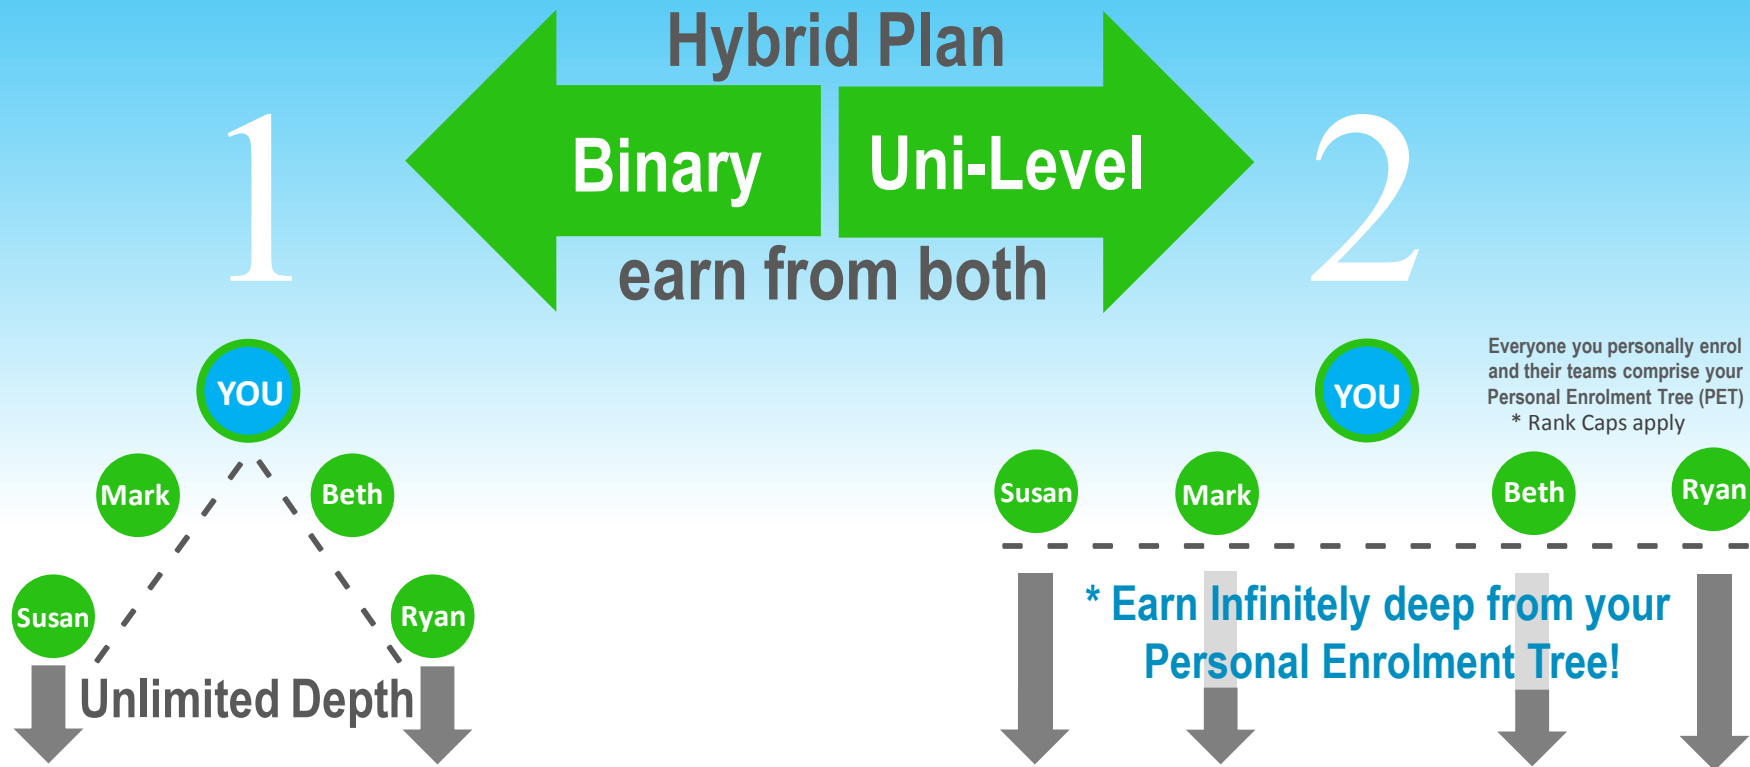 Hybrid Plan
1
Binary
Uni-Level
2
earn from both
YOU
Mark
Beth
Susan
Ryan
Unlimited Depth
YOU
Everyone you personally enrol
and their teams comprise your
Personal Enrolment Tree (PET)
* Rank Caps apply
Susan
Mark
Beth
Ryan
* Earn Infinitely deep from your
Personal Enrolment Tree!